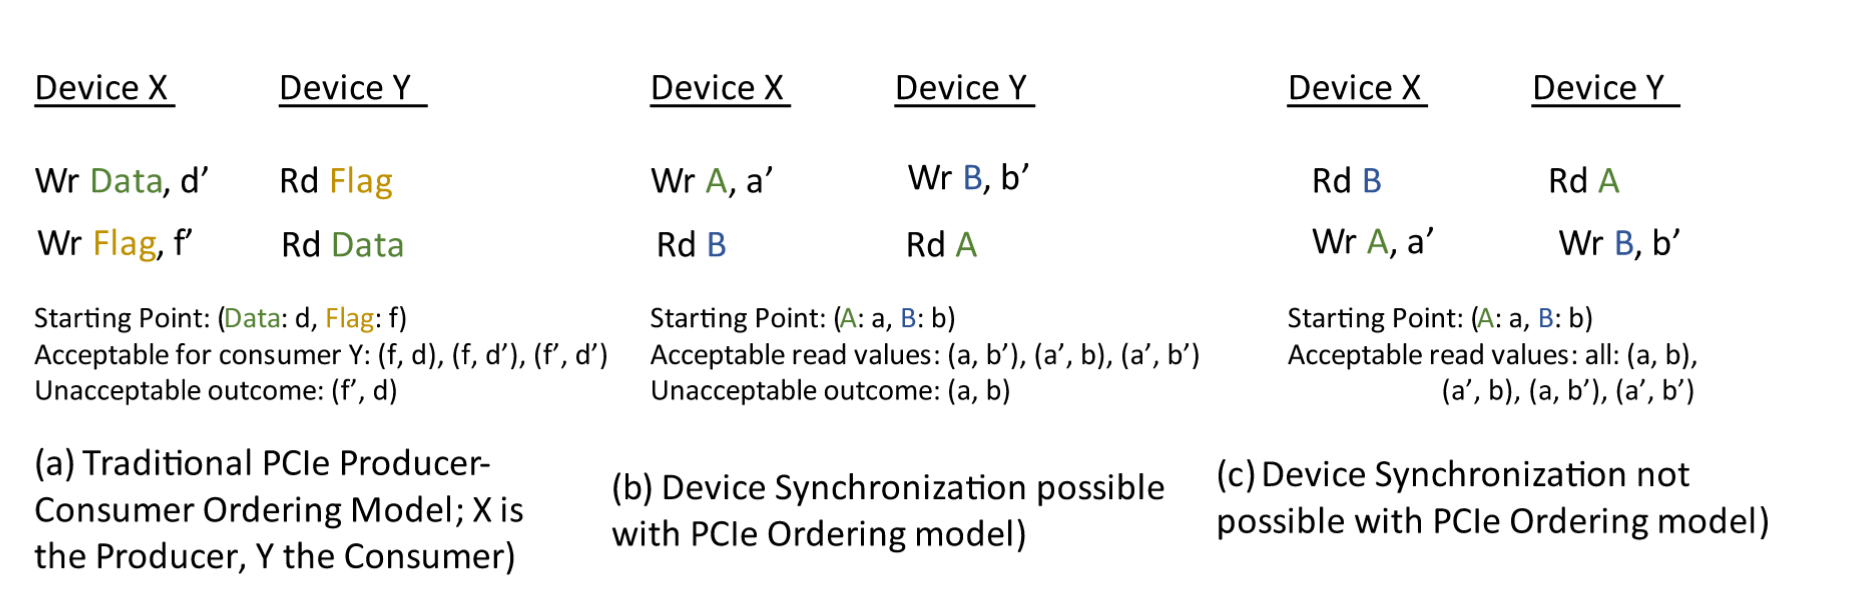 Device X
Device Y
Wr Data, d’
Rd Flag
Wr Flag, f’
Rd Data
Starting Point: (Data: d, Flag: f)
Acceptable for consumer Y: (f, d), (f, d’), (f’, d’)
Unacceptable outcome: (f’, d)
(a) Traditional PCIe Producer-
Consumer Ordering Model; X is
the Producer, Y the Consumer)
Device X
Device Y
Wr A, a’
Wr B, b’
Rd B
Rd A
Starting Point: (A: a, B: b)
Acceptable read values: (a, b’), (a’, b), (a’, b’)
Unacceptable outcome: (a, b)
(b) Device Synchronization possible
with PCIe Ordering model)
Device X
Device Y
Rd B
Rd A
Wr A, a’
Wr B, b’
Starting Point: (A: a, B: b)
Acceptable read values: all: (a, b),
(a’, b), (a, b’), (a’, b’)
(c) Device Synchronization not
possible with PCIe Ordering model)